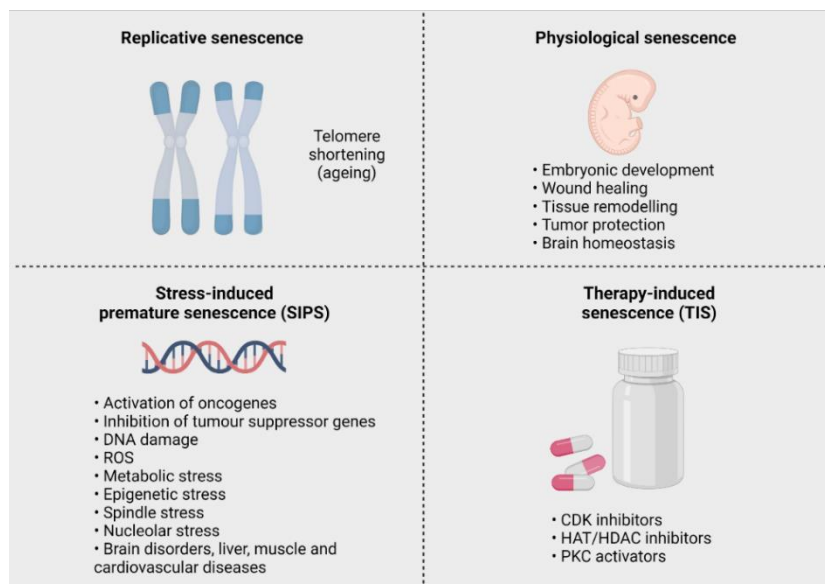 Replicative senescence
Telomere
shortening
(ageing)
Physiological senescence
• Embryonic development
• Wound healing
• Tissue remodelling
• Tumor protection
• Brain homeostasis
Stress-induced
premature senescence (SIPS)
• Activation of oncogenes
• Inhibition of tumour suppressor genes
• DNA damage
• ROS
• Metabolic stress
• Epigenetic stress
• Spindle stress
• Nucleolar stress
• Brain disorders, liver, muscle and
cardiovascular diseases
Therapy-induced
senescence (TIS)
• CDK inhibitors
• HAT/HDAC inhibitors
• PKC activators